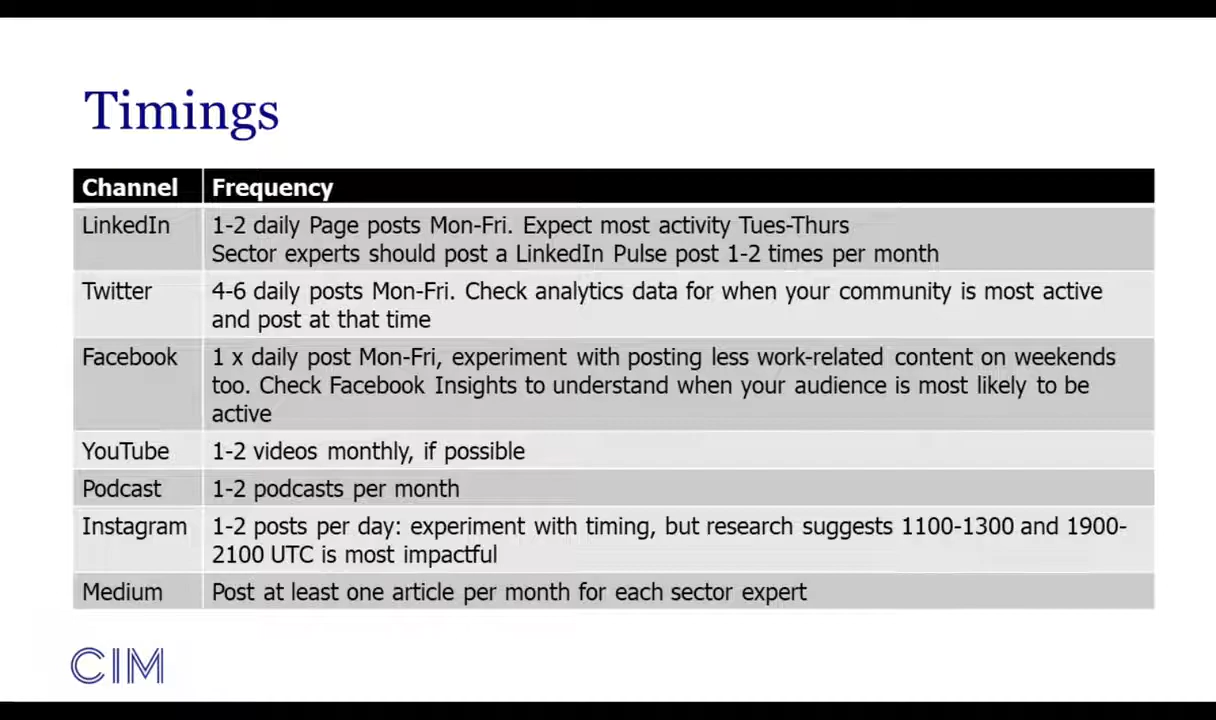 Timings
Channel Frequency
LinkedIn 1-2 daily Page posts Mon-Fri. Expect most activity Tues-Thurs
Sector experts should post a LinkedIn Pulse post 1-2 times per month
Twitter 4-6 daily posts Mon-Fri. Check analytics data for when your community is most active
and post at that time
Facebook 1 x daily post Mon-Fri, experiment with posting less work-related content on weekends
too. Check Facebook Insights to understand when your audience is most likely to be
active
YouTube 1-2 videos monthly, if possible
Podcast 1-2 podcasts per month
Instagram 1-2 posts per day: experiment with timing, but research suggests 1100-1300 and 1900-
2100 UTC is most impactful
Medium Post at least one article per month for each sector expert
CIM